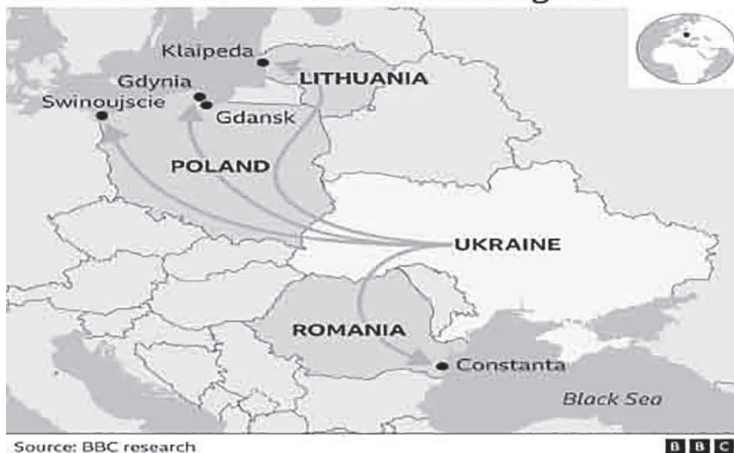 Klaipeda
LITHUANIA
Gdynia
Swinoujscie
Gdansk
POLAND
UKRAINE
ROMANIA
Constanta
Black Sea
Source: BBC research
BBC